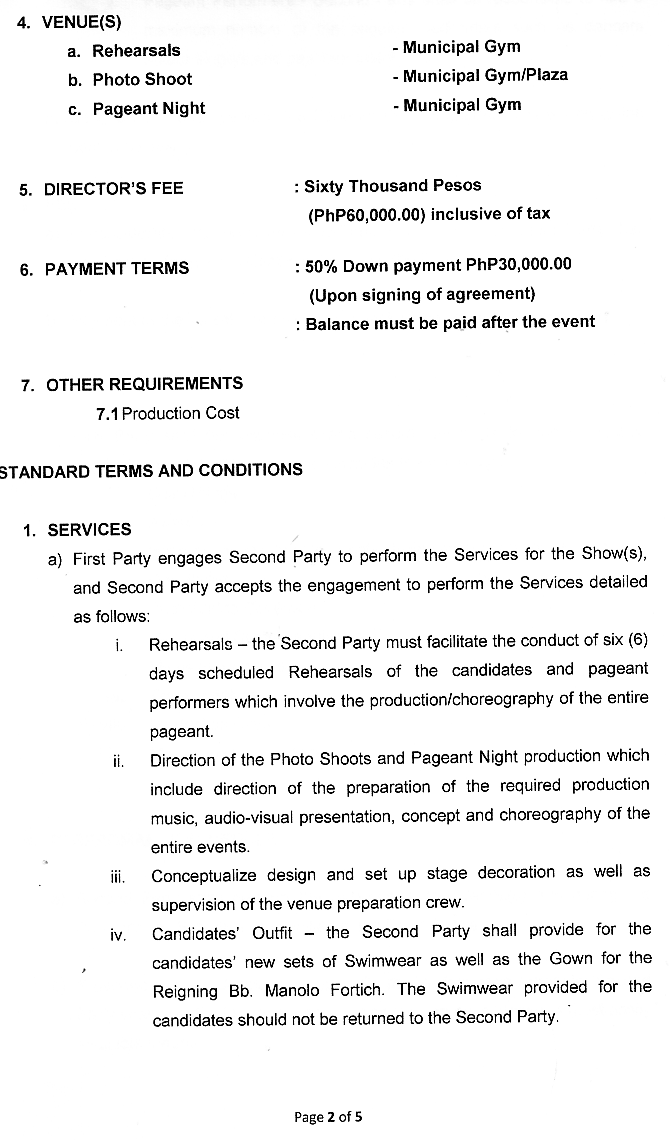 4. VENUE(S)
a. Rehearsals - Municipal Gym
b. Photo Shoot - Municipal Gym/Plaza
c. Pageant Night - Municipal Gym
5. DIRECTOR'S FEE : Sixty Thousand Pesos
(PhP60,000.00) inclusive of tax
6. PAYMENT TERMS : 50% Down payment PhP30,000.00
(Upon signing of agreement)
: Balance must be paid after the event
7. OTHER REQUIREMENTS
7.1 Production Cost
STANDARD TERMS AND CONDITIONS
1. SERVICES
a) First Party engages Second Party to perform the Services for the Show(s),
and Second Party accepts the engagement to perform the Services detailed
as follows:
i. Rehearsals – the Second Party must facilitate the conduct of six (6)
days scheduled Rehearsals of the candidates and pageant
performers which involve the production/choreography of the entire
pageant.
ii. Direction of the Photo Shoots and Pageant Night production which
include direction of the preparation of the required production
music, audio-visual presentation, concept and choreography of the
entire events.
iii. Conceptualize design and set up stage decoration as well as
supervision of the venue preparation crew.
iv. Candidates' Outfit – the Second Party shall provide for the
candidates' new sets of Swimwear as well as the Gown for the
Reigning Bb. Manolo Fortich. The Swimwear provided for the
candidates should not be returned to the Second Party.
Page 2 of 5